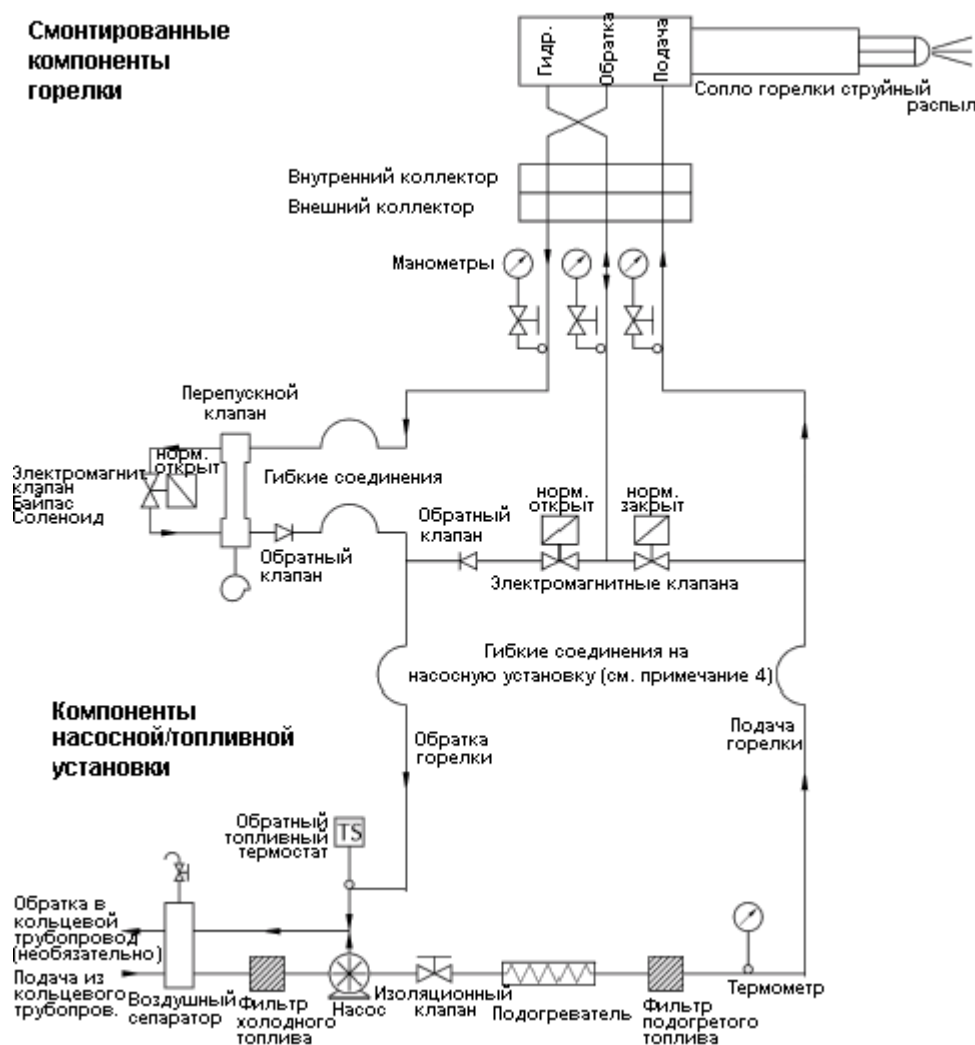 Смонтированные
компоненты
горелки
Гидр.
Обратка
Подача
Сопло горелки струйный
распыл
Внутренний коллектор
Внешний коллектор
Манометры
Перепускной
клапан
норм.
открыт
Электромагнит
клапан
Байпас
Соленоид
Гибкие соединения
Обратный
клапан
Обратный
клапан
норм.
открыт
норм.
закрыт
Электромагнитные клапана
Гибкие соединения на
насосную установку (см. примечание 4)
Компоненты
насосной/топливной
установки
Обратка
горелки
Подача
горелки
Обратный
топливный
термостат
TS
Обратка в
кольцевой
трубопровод
(необязательно)
Подача из
кольцевого
трубопров.
Воздушный
сепаратор
Фильтр
холодного
топлива
Насос
Изоляционный
клапан
Подогреватель
Фильтр
подогретого
топлива
Термометр